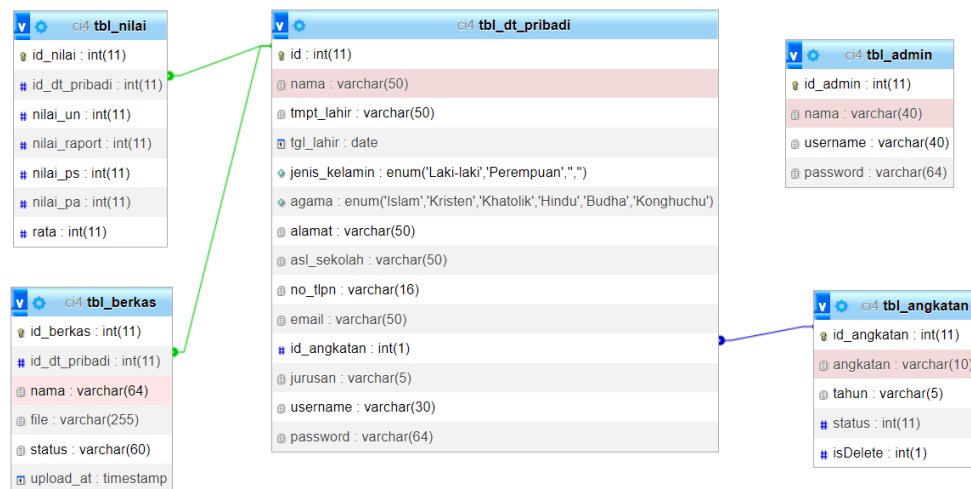 ci4 tbl_nilai
id_nilai : int(11)
id_dt_pribadi : int(11)
nilai_un : int(11)
nilai_raport : int(11)
nilai_ps : int(11)
nilai_pa : int(11)
rata : int(11)
ci4 tbl_berkas
id_berkas : int(11)
id_dt_pribadi : int(11)
nama : varchar(64)
file : varchar(255)
status : varchar(60)
upload_at : timestamp
ci4 tbl_dt_pribadi
id : int(11)
nama : varchar(50)
tmpt_lahir : varchar(50)
tgl_lahir : date
jenis_kelamin : enum('Laki-laki','Perempuan','','')
agama : enum('Islam','Kristen','Khatolik','Hindu','Budha','Konghuchu')
alamat : varchar(50)
asl_sekolah : varchar(50)
no_tlpn : varchar(16)
email : varchar(50)
id_angkatan : int(1)
jurusan : varchar(5)
username : varchar(30)
password : varchar(64)
ci4 tbl_admin
id_admin : int(11)
nama : varchar(40)
username : varchar(40)
password : varchar(64)
ci4 tbl_angkatan
id_angkatan : int(11)
angkatan : varchar(10)
tahun : varchar(5)
status : int(11)
isDelete : int(1)